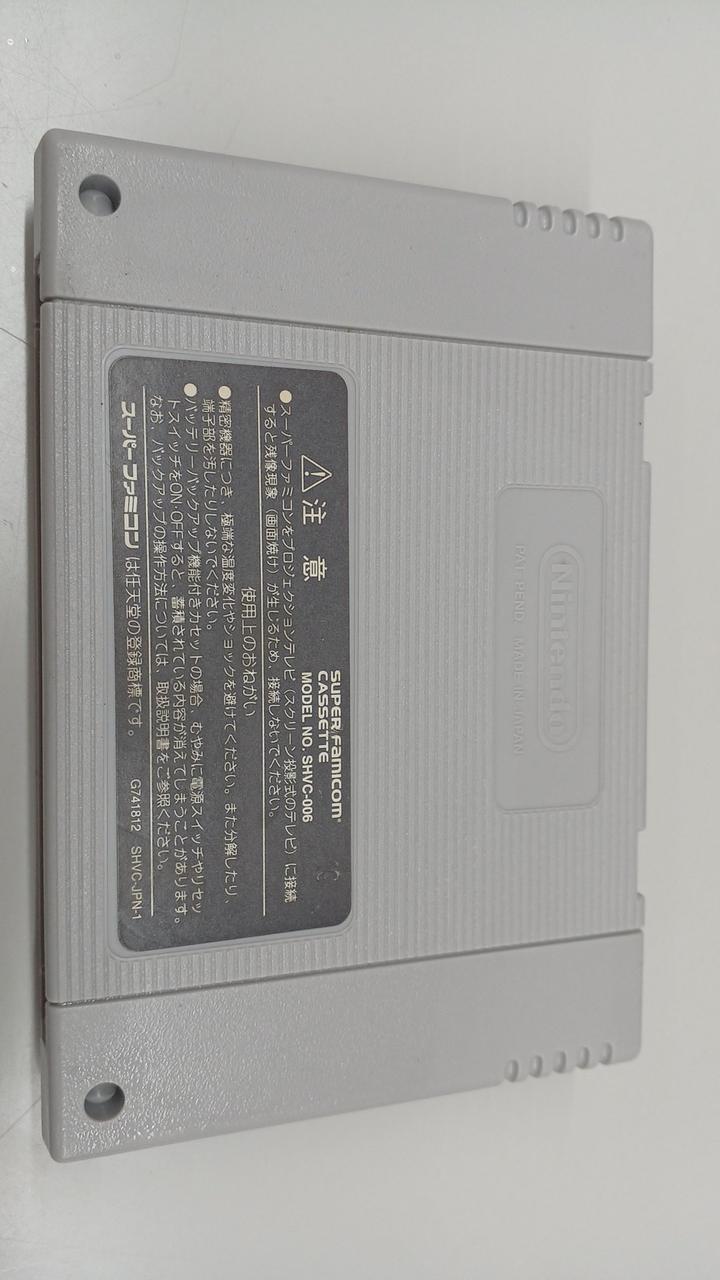 Nintendo
PAT. PEND. MADE IN JAPAN
⚠注 意
SUPER Famicom®
CASSETTE
MODEL NO. SHVC-006
●スーパーファミコンをプロジェクションテレビ(スクリーン投影式のテレビ)に接続
すると残像現象(画面焼け)が生じるため、接続しないでください。
使用上のおねがい
●精密機器につき、極端な温度変化やショックを避けてください。また分解したり、
端子部を汚したりしないでください。
●バッテリーバックアップ機能付きカセットの場合、むやみに電源スイッチやリセッ
トスイッチをON・OFFすると、蓄積されている内容が消えてしまうことがあります。
なお、バックアップの操作方法については、取扱説明書をご参照ください。
スーパーファミコンは任天堂の登録商標です。 G741812 SHVC-JPN-1